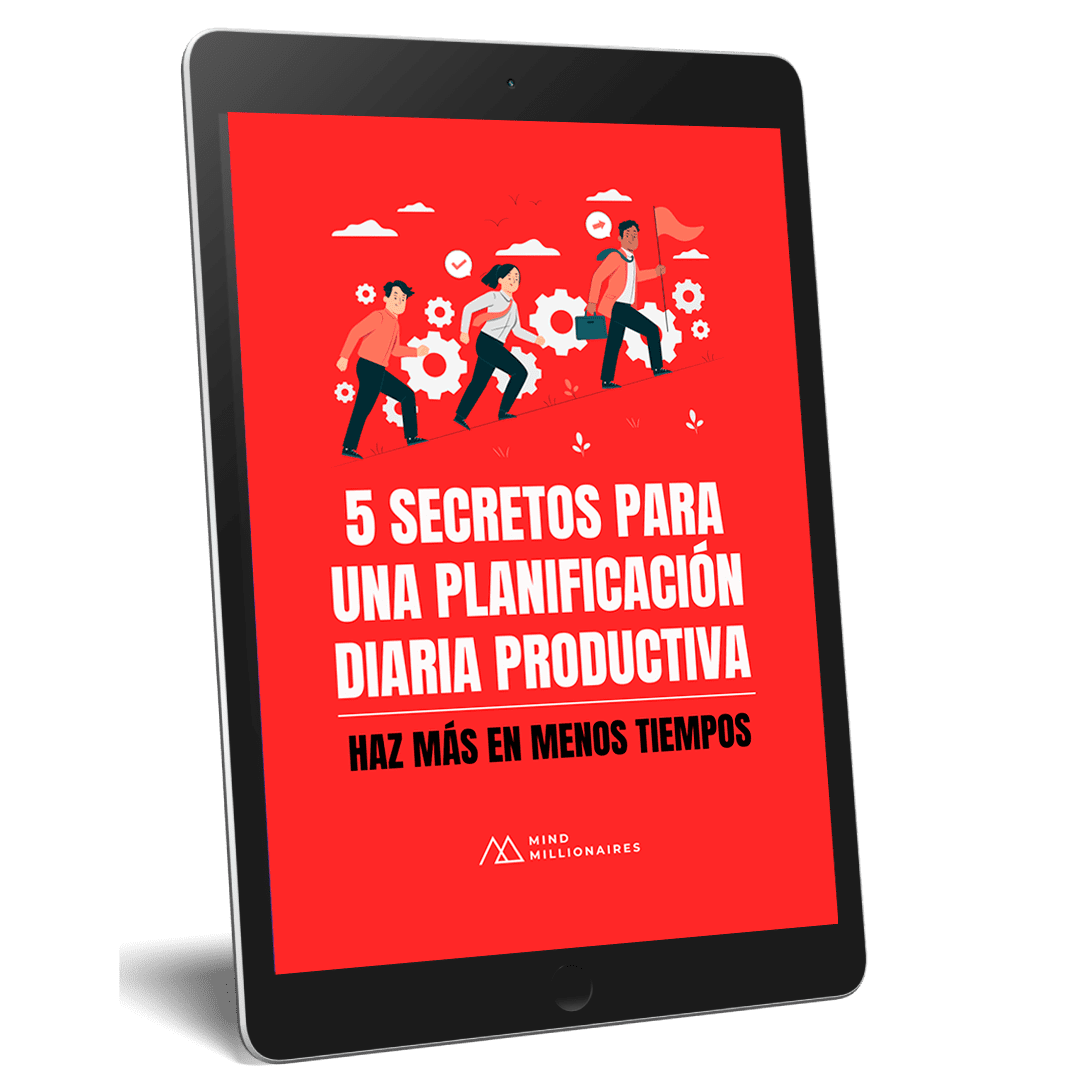 5 SECRETOS PARA
UNA PLANIFICACIÓN
DIARIA PRODUCTIVA
HAZ MÁS EN MENOS TIEMPOS
MIND
MILLIONAIRES